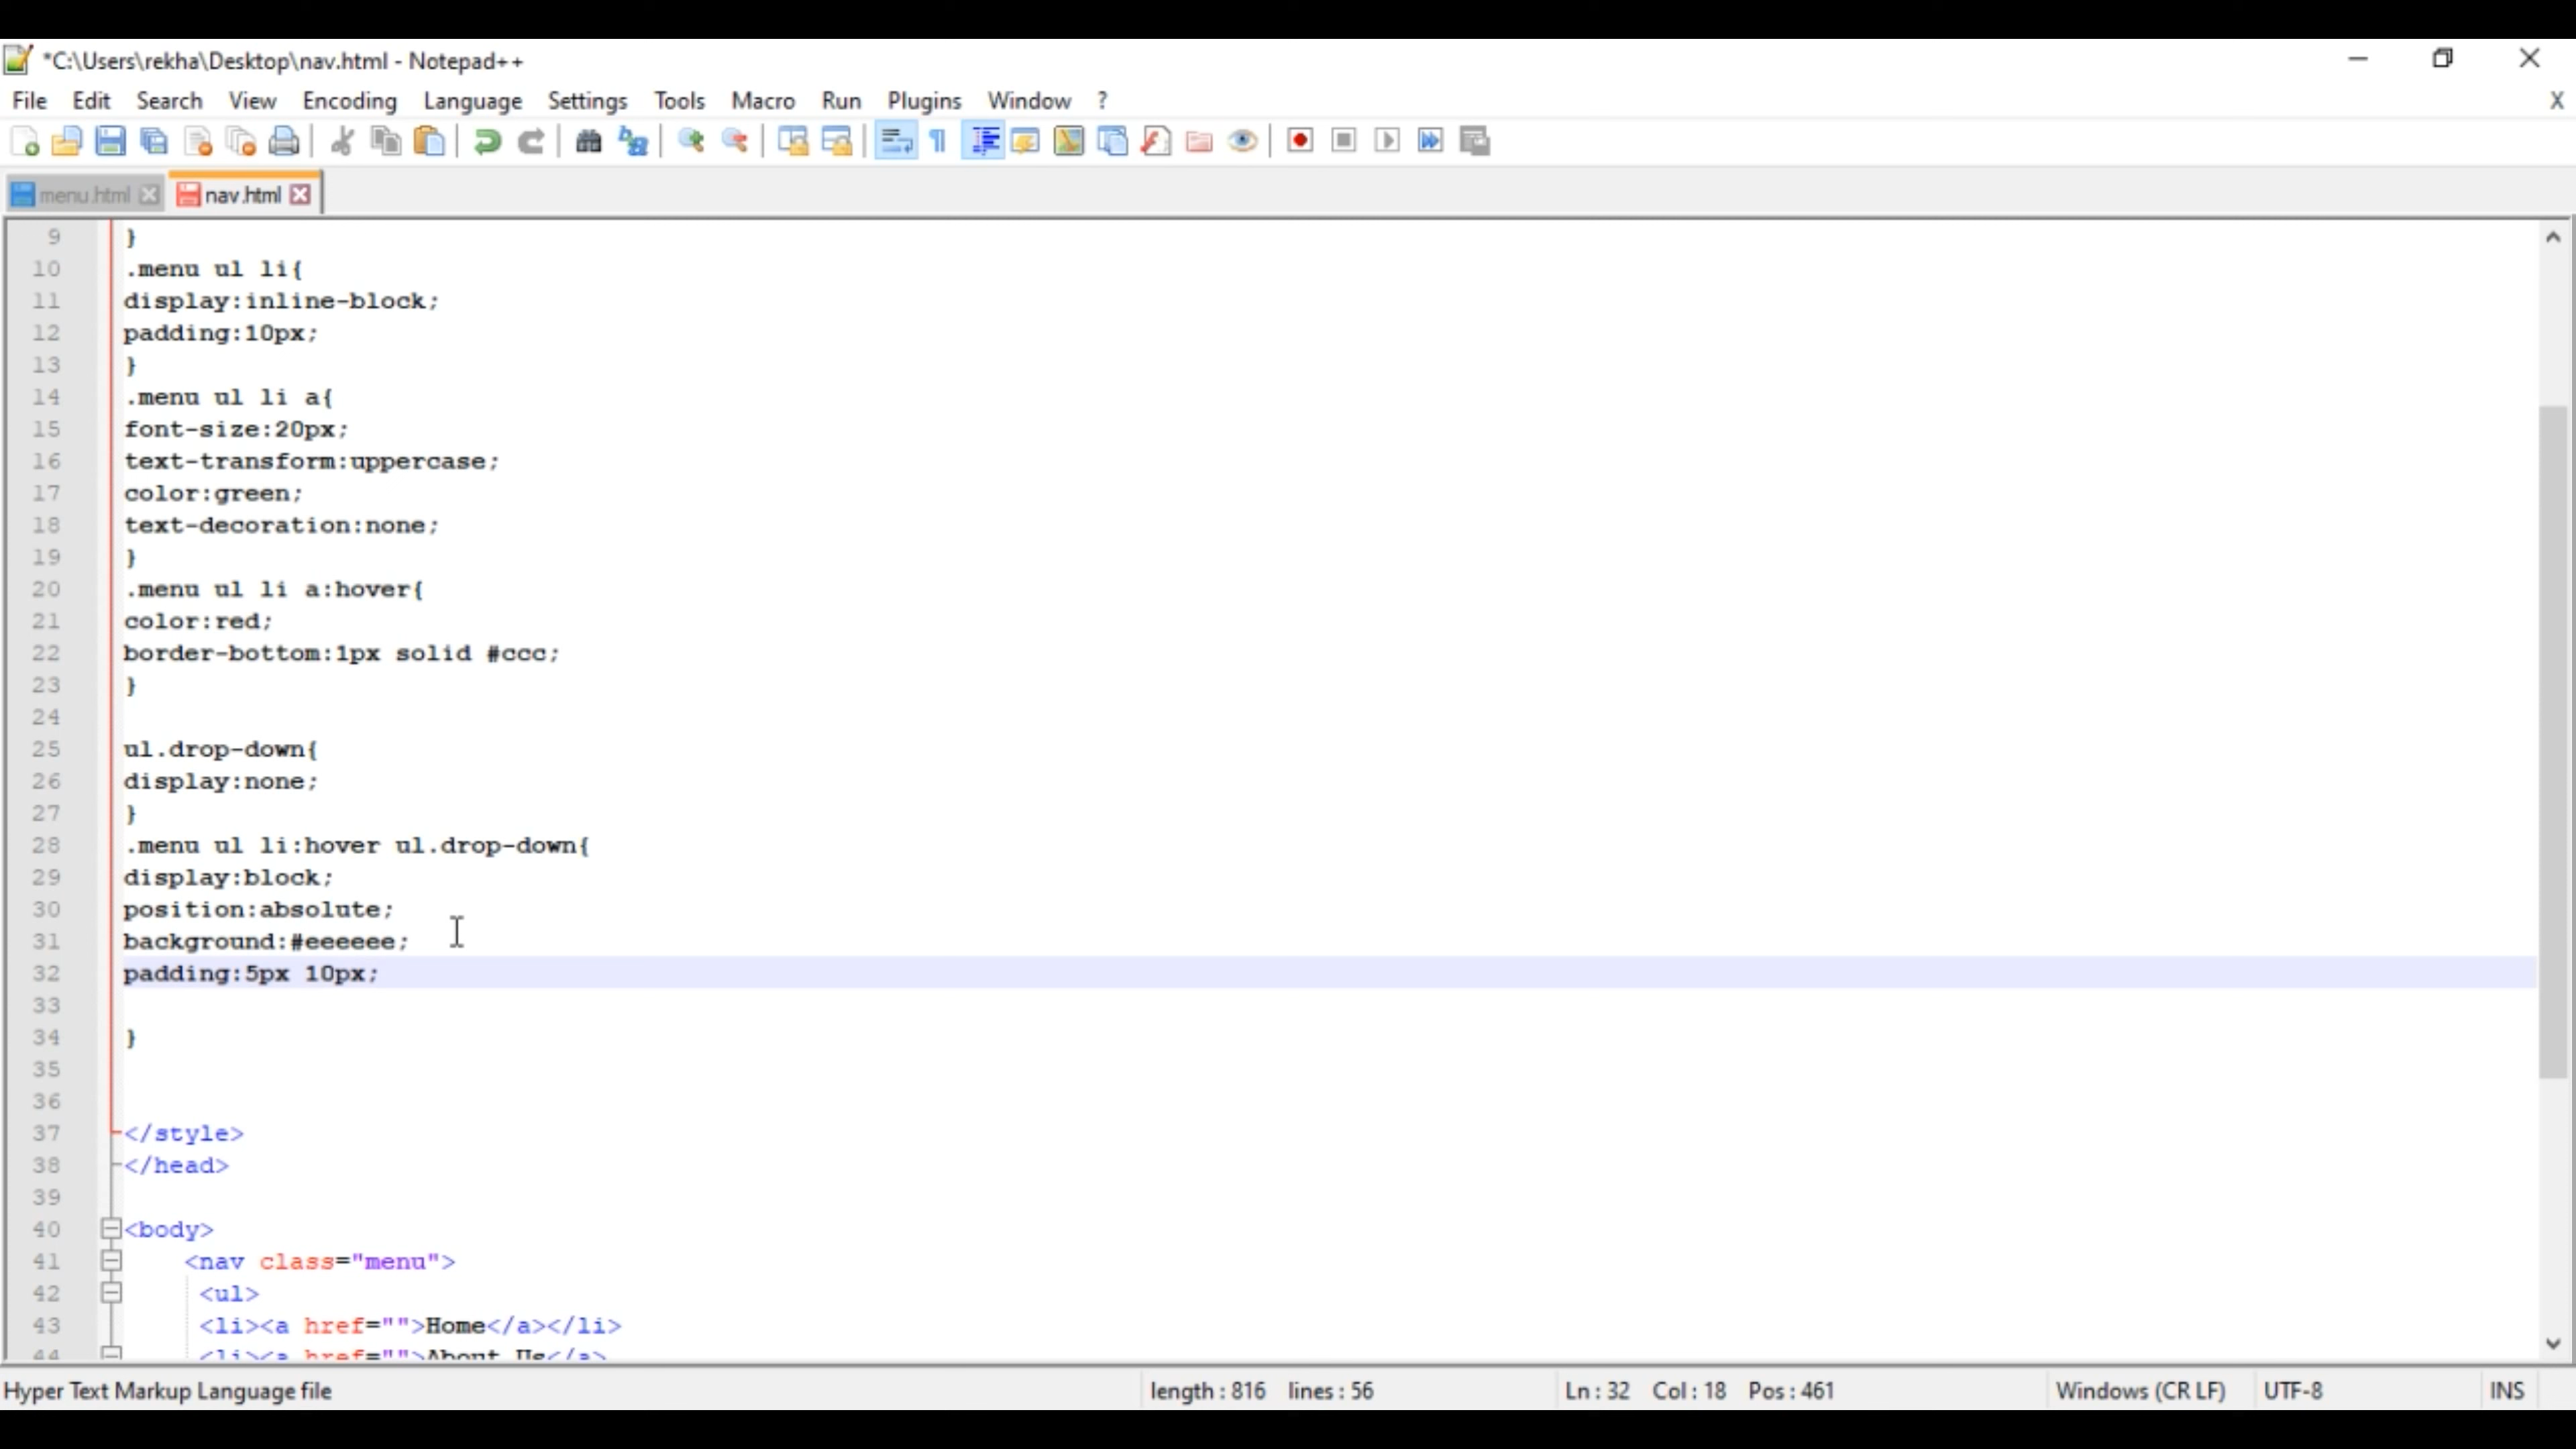 *C:\Users\rekha\Desktop\nav.html - Notepad++
File Edit Search View Encoding Language Settings Tools Macro Run Plugins Window ? X
menu.html nav.html
9 }
10 .menu ul li{
11 display:inline-block;
12 padding:10px;
13 }
14 .menu ul li a{
15 font-size:20px;
16 text-transform:uppercase;
17 color:green;
18 text-decoration:none;
19 }
20 .menu ul li a:hover{
21 color:red;
22 border-bottom:1px solid #ccc;
23 }
24
25 ul.drop-down{
26 display:none;
27 }
28 .menu ul li:hover ul.drop-down{
29 display:block;
30 position:absolute;
31 background:#eeeeee;
32 padding:5px 10px;
33
34 }
35
36
37 </style>
38 </head>
39
40 <body>
41 <nav class="menu">
42 <ul>
43 <li><a href="">Home</a></li>
44 <li><a href="">About Us</a>
Hyper Text Markup Language file length : 816 lines : 56 Ln : 32 Col : 18 Pos : 461 Windows (CR LF) UTF-8 INS